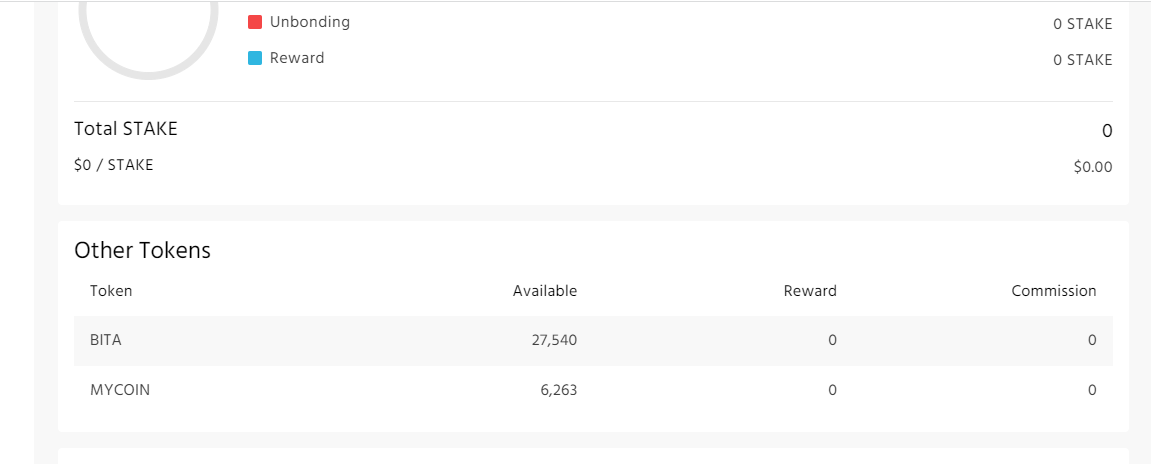 Unbonding 0 STAKE
Reward 0 STAKE
Total STAKE 0
$0 / STAKE $0.00
Other Tokens
Token Available Reward Commission
BITA 27,540 0 0
MYCOIN 6,263 0 0